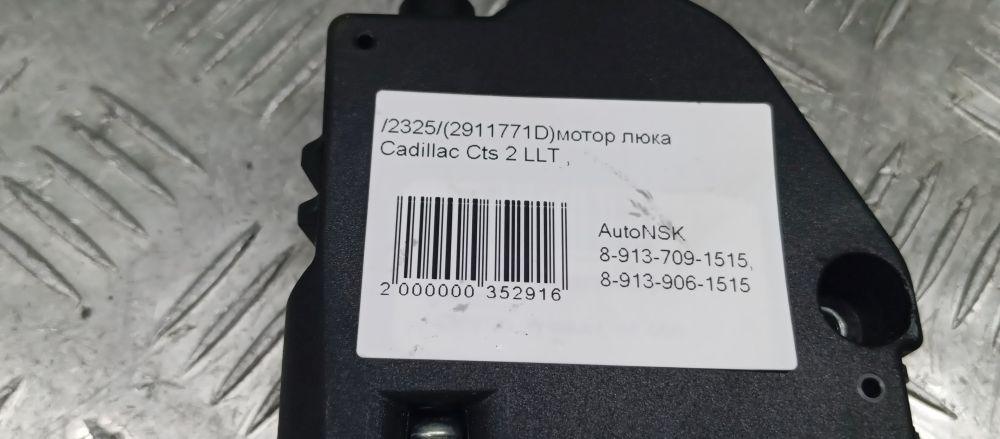 /2325/(2911771D)мотор люка
Cadillac Cts 2 LLT ,
AutoNSK
8-913-709-1515,
8-913-906-1515
2 000000 352916